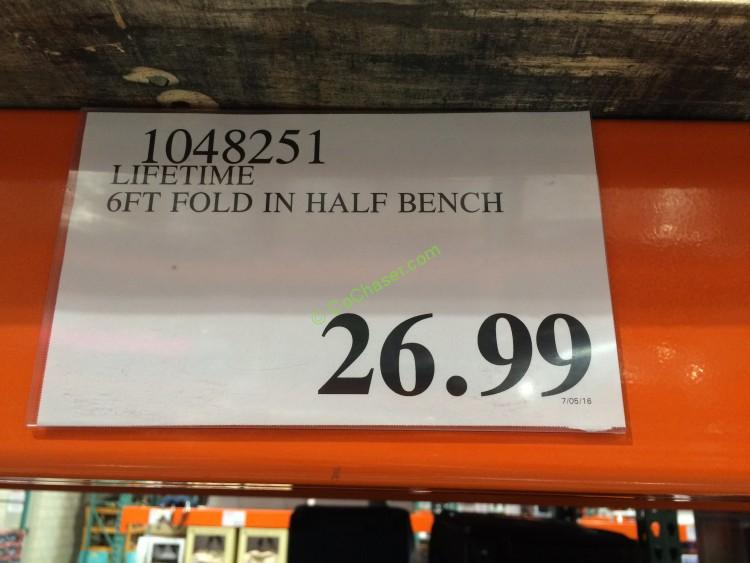 1048251
LIFETIME
6FT FOLD IN HALF BENCH
© CoChaser.com
26.99
7/05/16